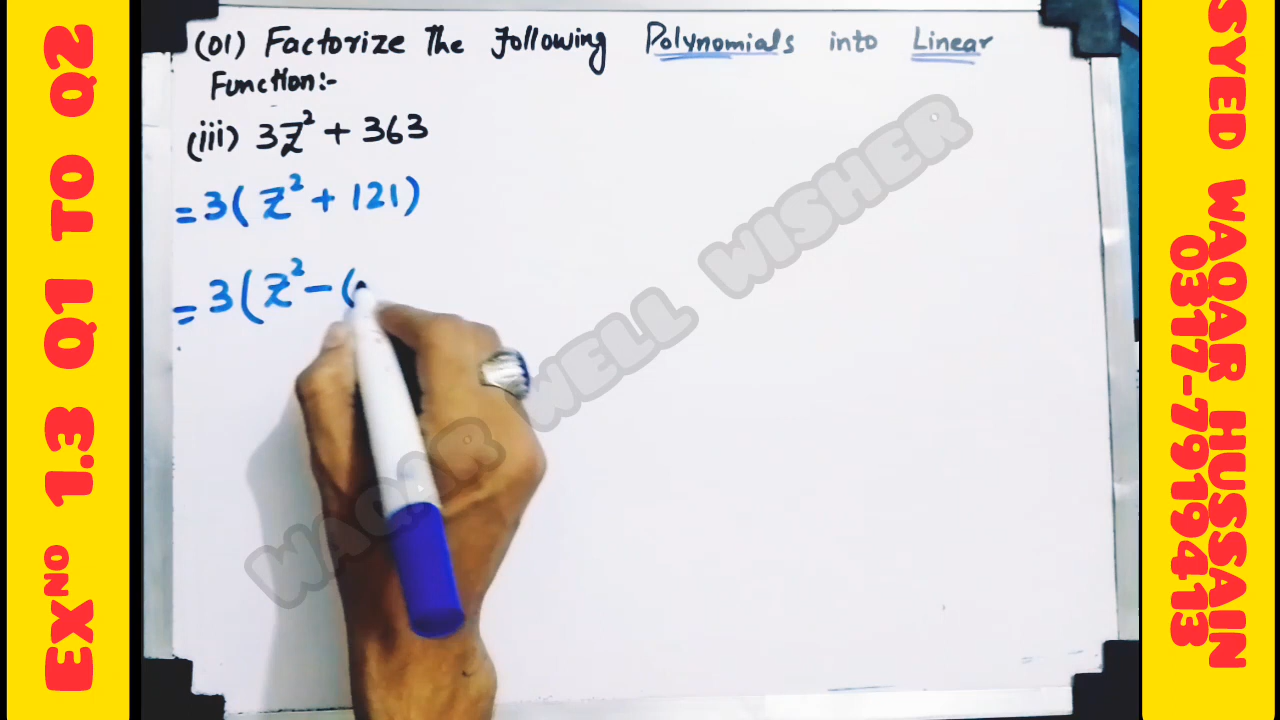 EXNO 1.3 Q1 TO Q2
(01) Factorize The Following Polynomials into Linear
Function:-
(iii) 3Z² + 363
= 3( Z² + 121)
= 3( Z² - (
WAQAR WELL WISHER
SYED WAQAR HUSSAIN
0317-7919413